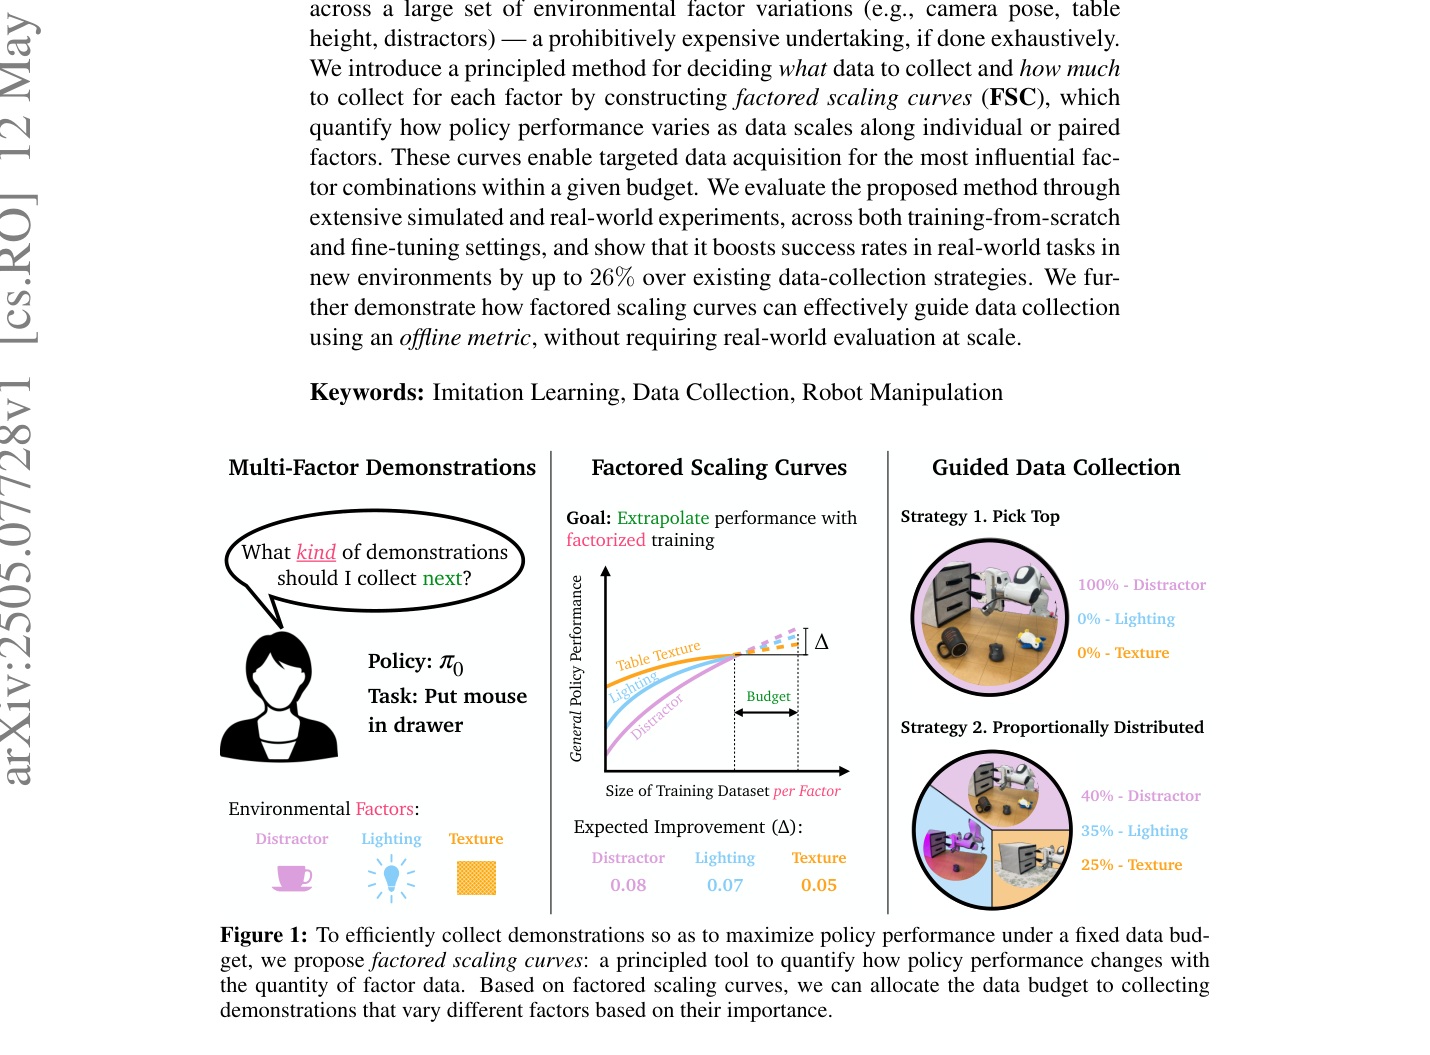 arXiv:2505.07728v1 [cs.RO] 12 May
across a large set of environmental factor variations (e.g., camera pose, table
height, distractors) — a prohibitively expensive undertaking, if done exhaustively.
We introduce a principled method for deciding what data to collect and how much
to collect for each factor by constructing factored scaling curves (FSC), which
quantify how policy performance varies as data scales along individual or paired
factors. These curves enable targeted data acquisition for the most influential fac-
tor combinations within a given budget. We evaluate the proposed method through
extensive simulated and real-world experiments, across both training-from-scratch
and fine-tuning settings, and show that it boosts success rates in real-world tasks in
new environments by up to 26% over existing data-collection strategies. We fur-
ther demonstrate how factored scaling curves can effectively guide data collection
using an offline metric, without requiring real-world evaluation at scale.
Keywords: Imitation Learning, Data Collection, Robot Manipulation
Multi-Factor Demonstrations
What kind of demonstrations
should I collect next?
Policy: π0
Task: Put mouse
in drawer
Environmental Factors:
Distractor Lighting Texture
Factored Scaling Curves
Goal: Extrapolate performance with
factorized training
General Policy Performance
Table Texture
Lighting
Distractor
Δ
Budget
Size of Training Dataset per Factor
Expected Improvement (Δ):
Distractor Lighting Texture
0.08 0.07 0.05
Guided Data Collection
Strategy 1. Pick Top
100% - Distractor
0% - Lighting
0% - Texture
Strategy 2. Proportionally Distributed
40% - Distractor
35% - Lighting
25% - Texture
Figure 1: To efficiently collect demonstrations so as to maximize policy performance under a fixed data bud-
get, we propose factored scaling curves: a principled tool to quantify how policy performance changes with
the quantity of factor data. Based on factored scaling curves, we can allocate the data budget to collecting
demonstrations that vary different factors based on their importance.